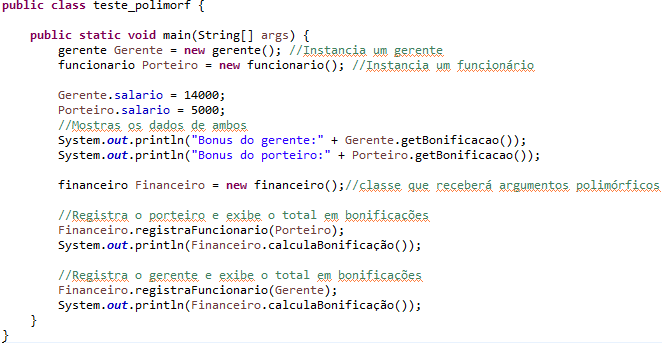 public class teste_polimorf {
public static void main(String[] args) {
gerente Gerente = new gerente(); //Instancia um gerente
funcionario Porteiro = new funcionario(); //Instancia um funcionário
Gerente.salario = 14000;
Porteiro.salario = 5000;
//Mostras os dados de ambos
System.out.println("Bonus do gerente:" + Gerente.getBonificacao());
System.out.println("Bonus do porteiro:" + Porteiro.getBonificacao());
financeiro Financeiro = new financeiro();//classe que receberá argumentos polimórficos
//Registra o porteiro e exibe o total em bonificações
Financeiro.registraFuncionario(Porteiro);
System.out.println(Financeiro.calculaBonificação());
//Registra o gerente e exibe o total em bonificações
Financeiro.registraFuncionario(Gerente);
System.out.println(Financeiro.calculaBonificação());
}
}